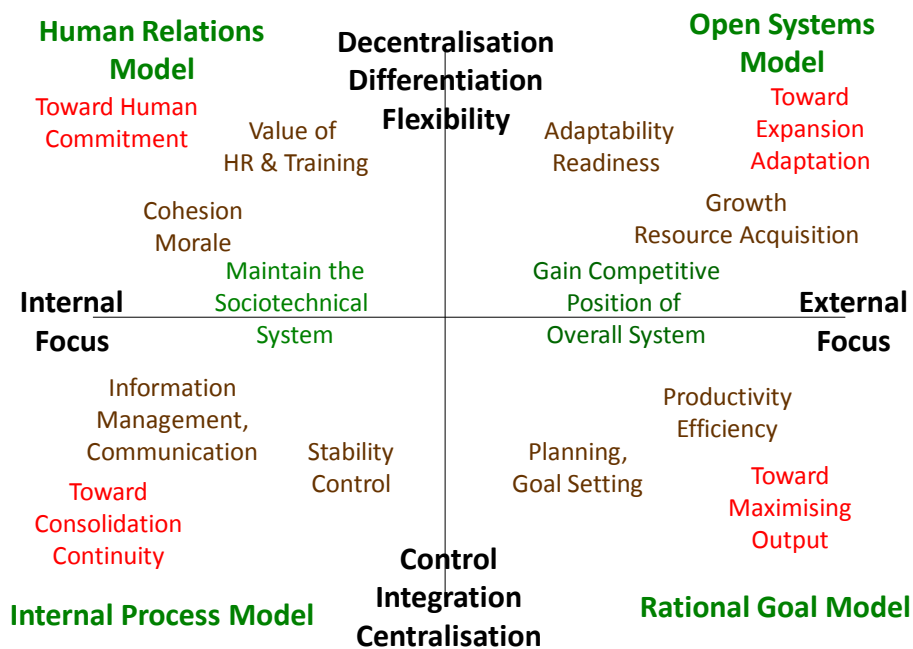 Human Relations
Model
Toward Human
Commitment
Decentralisation
Differentiation
Flexibility
Open Systems
Model
Toward
Expansion
Adaptation
Value of
HR & Training
Adaptability
Readiness
Cohesion
Morale
Growth
Resource Acquisition
Maintain the
Sociotechnical
System
Gain Competitive
Position of
Overall System
Internal
Focus
External
Focus
Information
Management,
Communication
Stability
Control
Productivity
Efficiency
Planning,
Goal Setting
Toward
Consolidation
Continuity
Toward
Maximising
Output
Control
Integration
Centralisation
Internal Process Model
Rational Goal Model